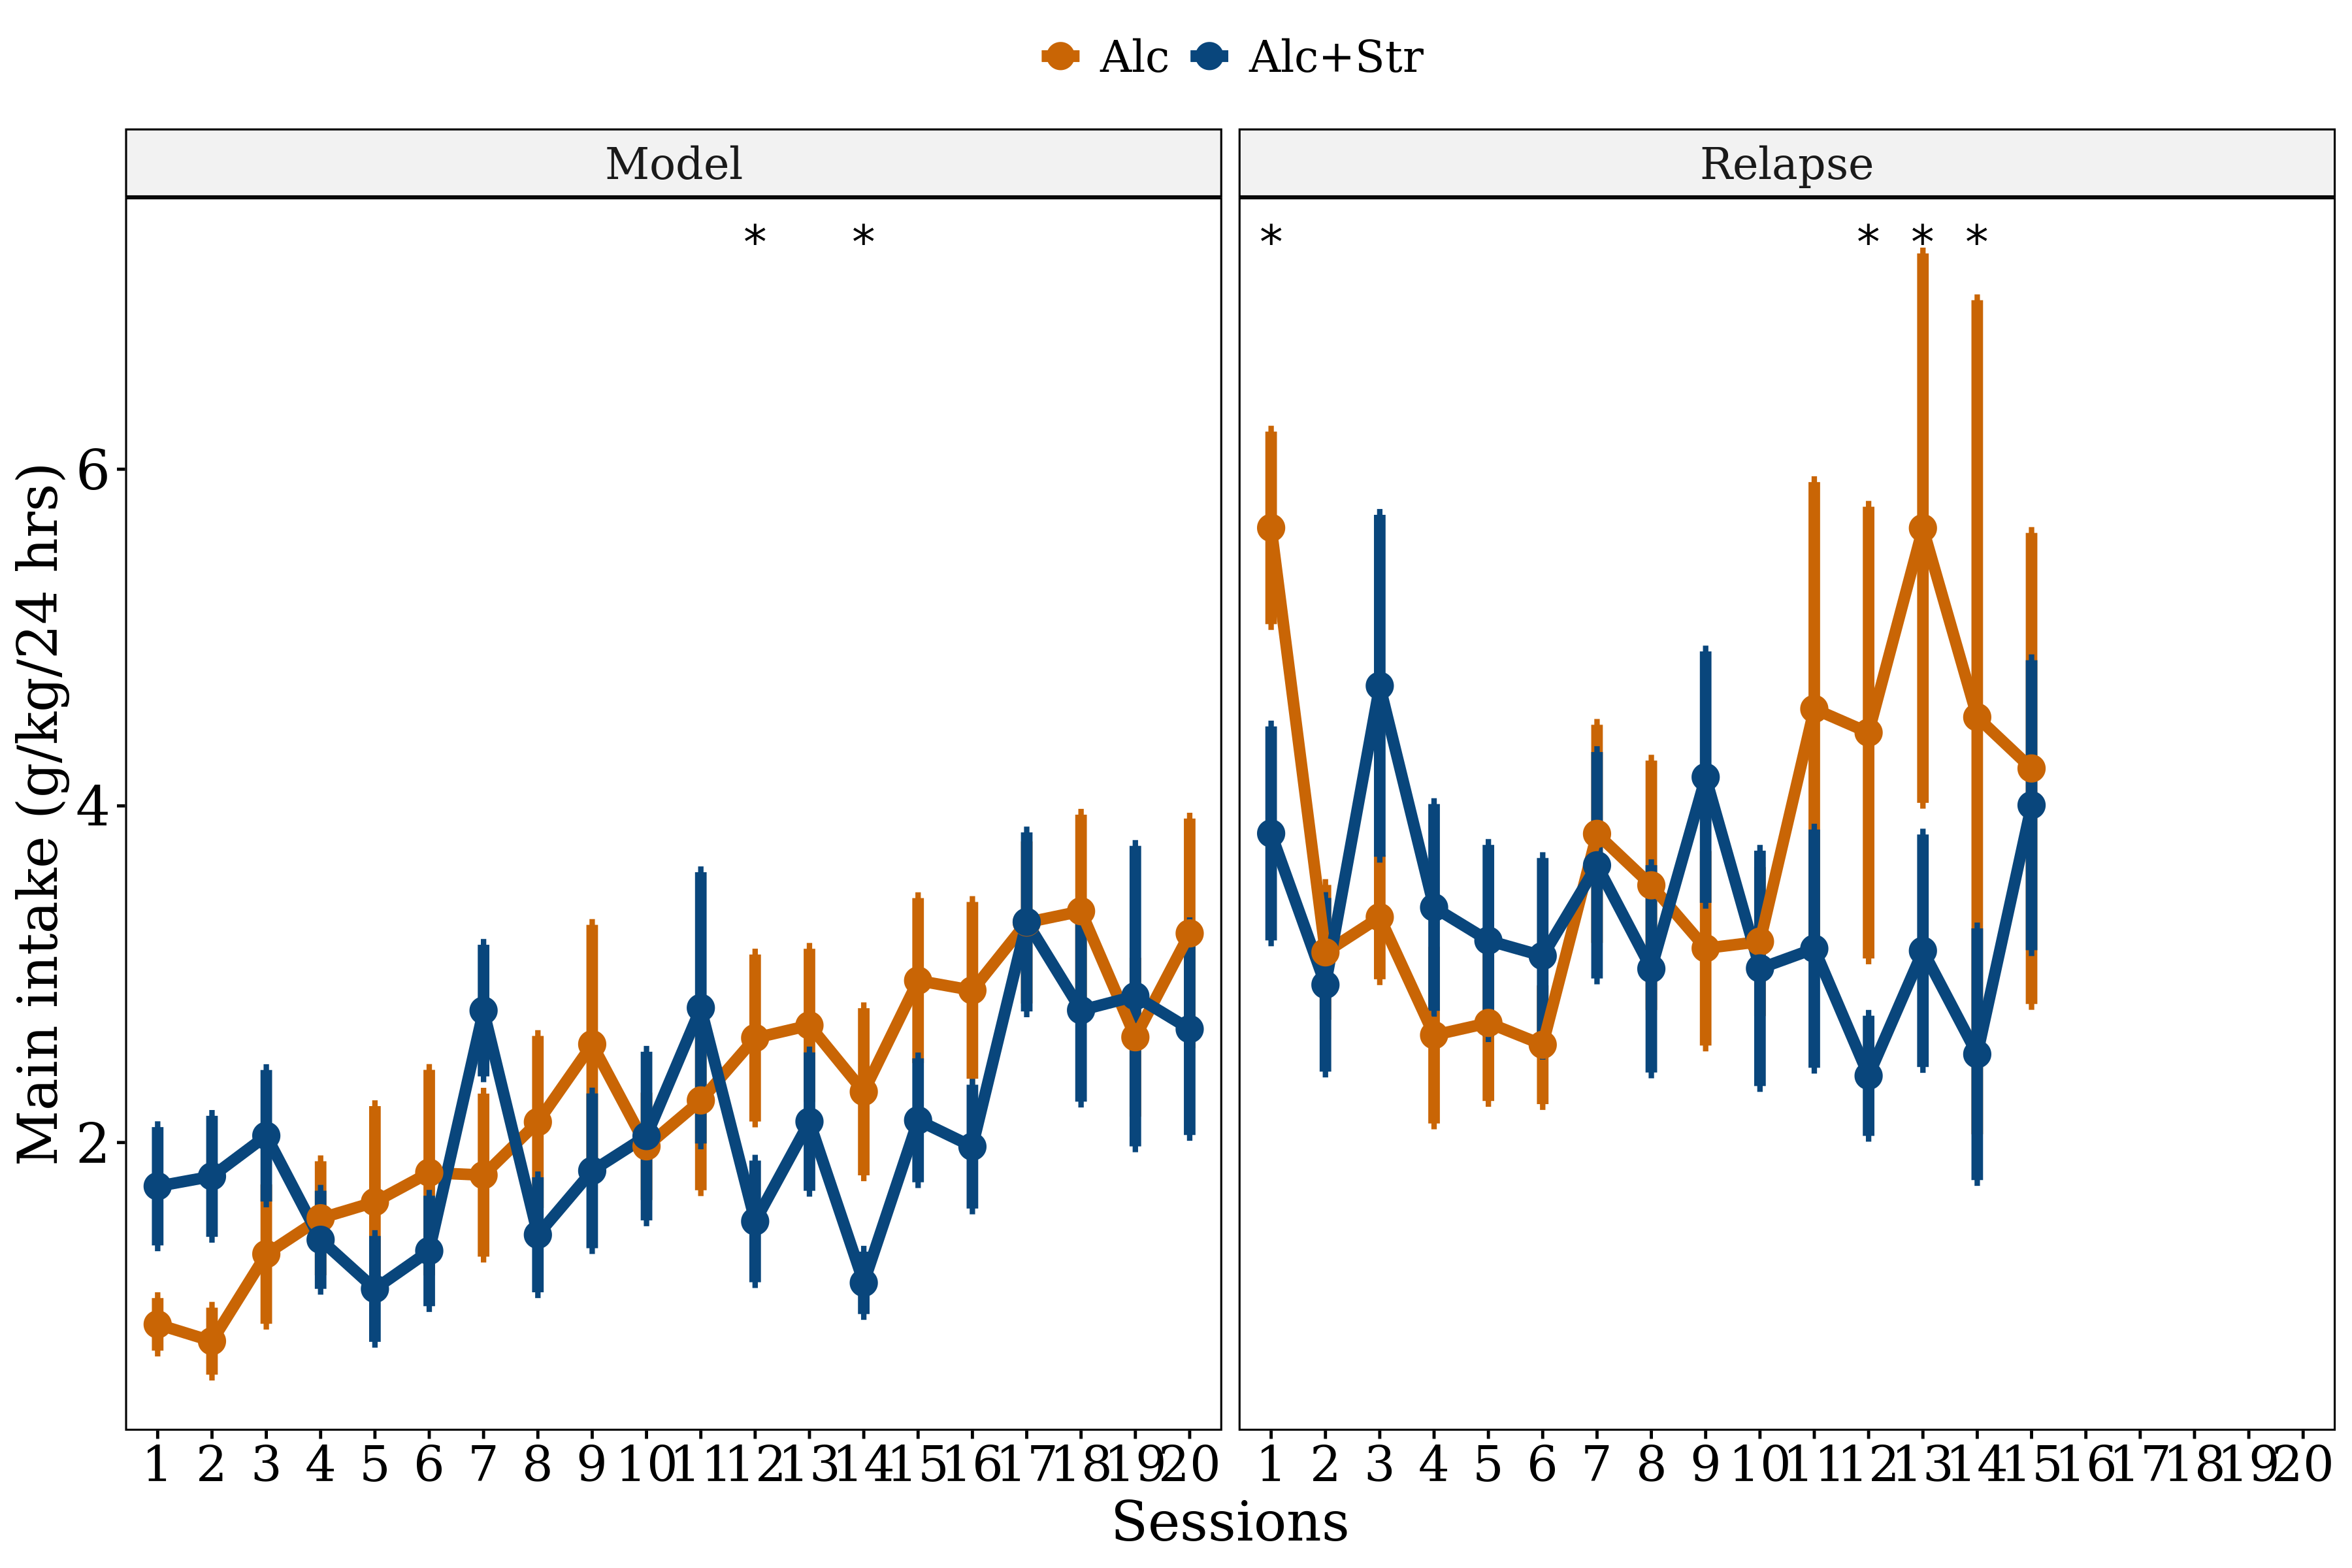 Alc Alc+Str
Model Relapse
* * * * * *
Main intake (g/kg/24 hrs)
6
4
2
1 2 3 4 5 6 7 8 9 10 11 12 13 14 15 16 17 18 19 20 1 2 3 4 5 6 7 8 9 10 11 12 13 14 15 16 17 18 19 20
Sessions